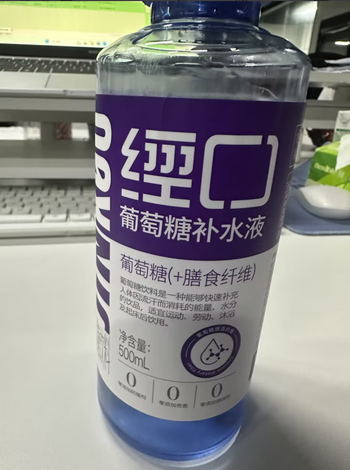 經口
葡萄糖补水液
葡萄糖(+膳食纤维)
葡萄糖饮料是一种能够快速补充
人体因流汗而消耗的能量、水分
的饮品，适宜运动、劳动、沐浴
及起床后饮用。
净含量：
500mL
0 0 0